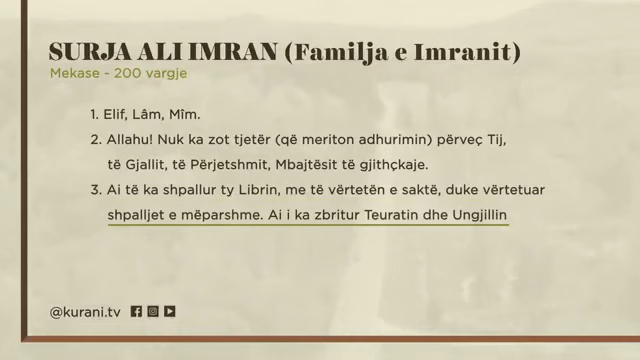 SURJA ALI IMRAN (Familja e Imranit)
Mekase - 200 vargje
1. Elif, Lâm, Mîm.
2. Allahu! Nuk ka zot tjetër (që meriton adhurimin) përveç Tij,
të Gjallit, të Përjetshmit, Mbajtësit të gjithçkaje.
3. Ai të ka shpallur ty Librin, me të vërtetën e saktë, duke vërtetuar
shpalljet e mëparshme. Ai i ka zbritur Teuratin dhe Ungjillin
@kurani.tv